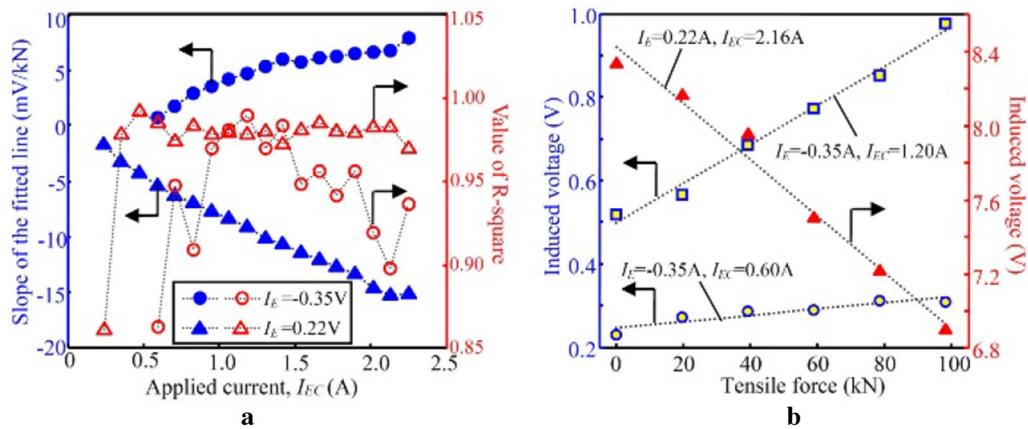 10
5
0
-5
-10
-15
-20
Slope of the fitted line (mV/kN)
1.05
1.00
0.95
0.90
0.85
Value of R-square
I_E=-0.35V
I_E=0.22V
0.0 0.5 1.0 1.5 2.0 2.5
Applied current, I_EC (A)
a
1.0
0.8
0.6
0.4
0.2
Induced voltage (V)
I_E=0.22A, I_EC=2.16A
I_E=-0.35A, I_EC=1.20A
I_E=-0.35A, I_EC=0.60A
8.4
8.0
7.6
7.2
6.8
Induced voltage (V)
0 20 40 60 80 100
Tensile force (kN)
b